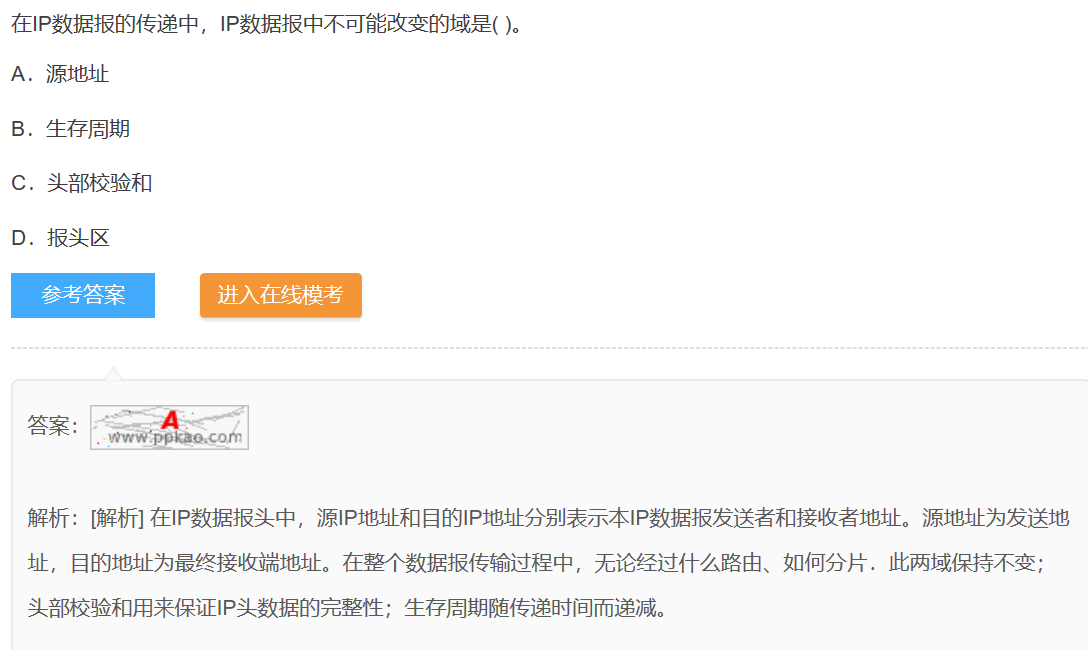 在IP数据报的传递中，IP数据报中不可能改变的域是( )。
A．源地址
B．生存周期
C．头部校验和
D．报头区
参考答案 进入在线模考
答案： A
www.ppkao.com
解析：[解析] 在IP数据报头中，源IP地址和目的IP地址分别表示本IP数据报发送者和接收者地址。源地址为发送地
址，目的地址为最终接收端地址。在整个数据报传输过程中，无论经过什么路由、如何分片．此两域保持不变；
头部校验和用来保证IP头数据的完整性；生存周期随传递时间而递减。